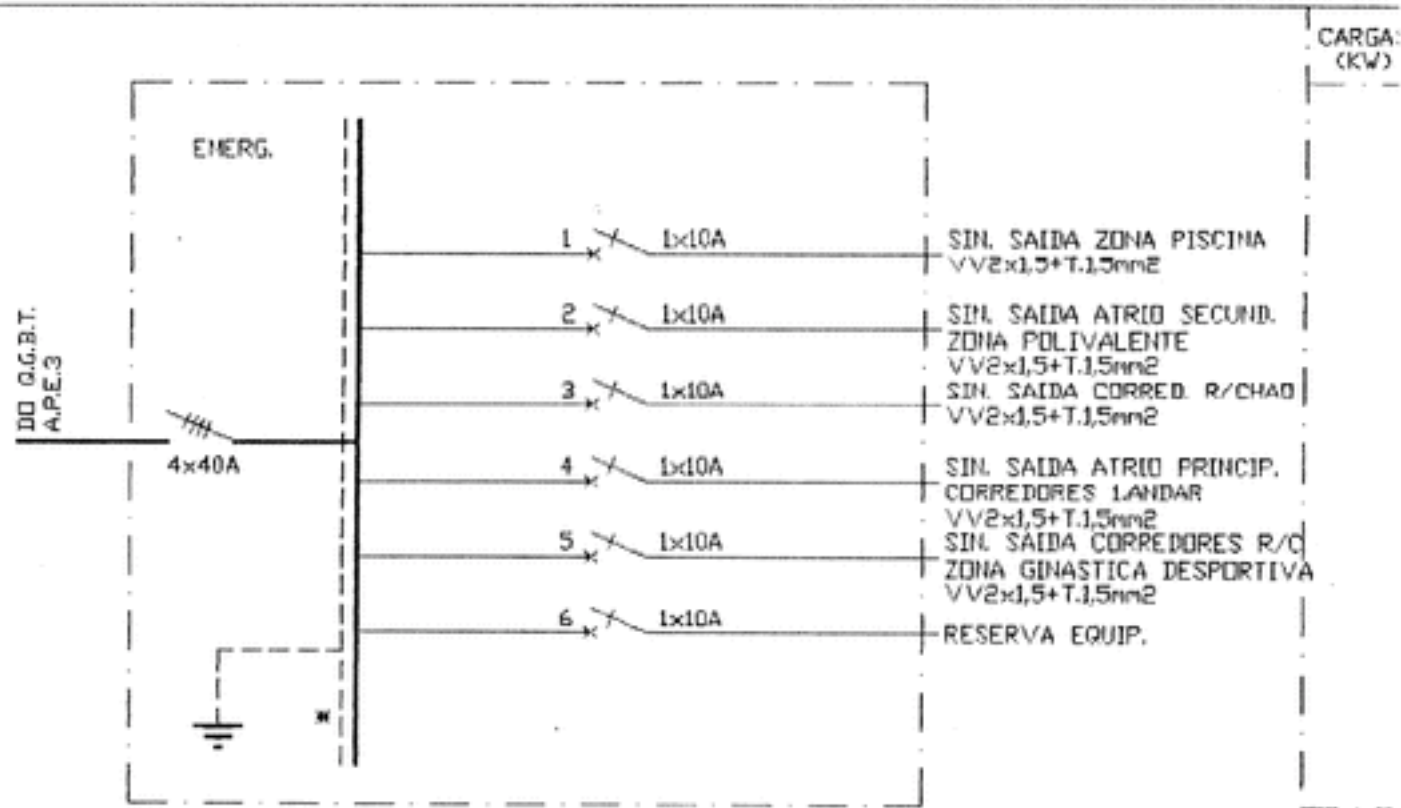 CARGA:
(KW)
EMERG.
1 1x10A
SIN. SAIDA ZONA PISCINA
VV2x1,5+T.1,5mm2
2 1x10A
SIN. SAIDA ATRIO SECUND.
ZONA POLIVALENTE
VV2x1,5+T.1,5mm2
3 1x10A
SIN. SAIDA CORRED. R/CHAO
VV2x1,5+T.1,5mm2
DO Q.G.B.T.
A.P.E.3
4x40A
4 1x10A
SIN. SAIDA ATRIO PRINCIP.
CORREDORES 1.ANDAR
VV2x1,5+T.1,5mm2
5 1x10A
SIN. SAIDA CORREDORES R/C
ZONA GINASTICA DESPORTIVA
VV2x1,5+T.1,5mm2
6 1x10A
RESERVA EQUIP.
*